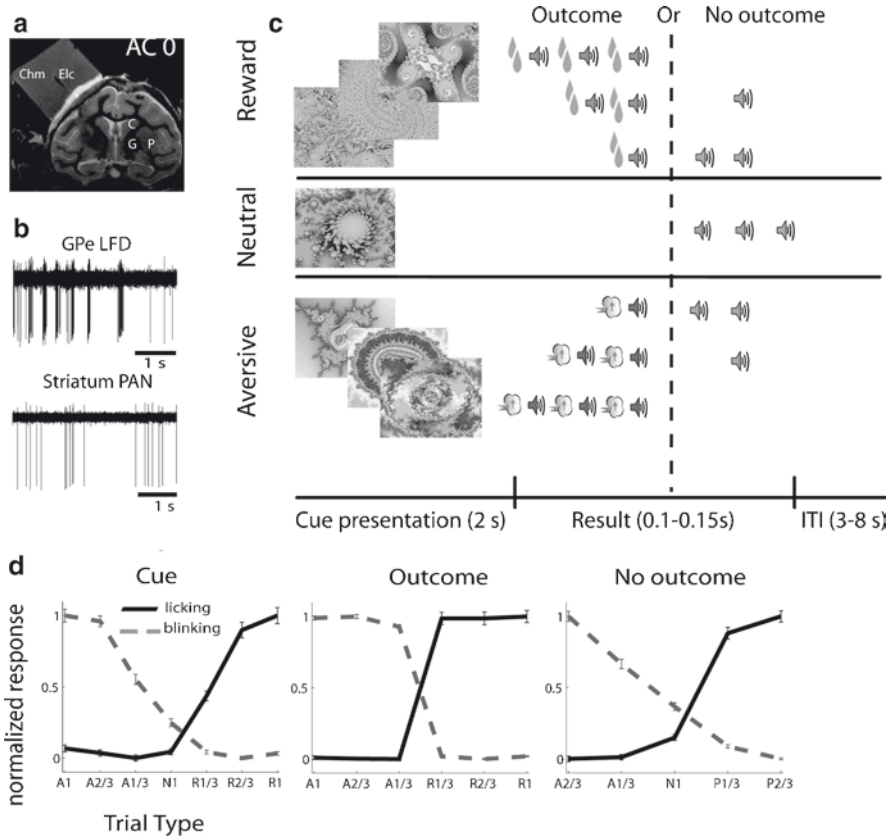 a
AC 0
Chm
Elc
C
G
P
b
GPe LFD
1 s
Striatum PAN
1 s
c
Outcome
Or
No outcome
Reward
Neutral
Aversive
Cue presentation (2 s)
Result (0.1-0.15s)
ITI (3-8 s)
d
Cue
Outcome
No outcome
licking
blinking
normalized response
1
0.5
0
A1 A2/3 A1/3 N1 R1/3 R2/3 R1
1
0.5
0
A1 A2/3 A1/3 R1/3 R2/3 R1
1
0.5
0
A2/3 A1/3 N1 P1/3 P2/3
Trial Type